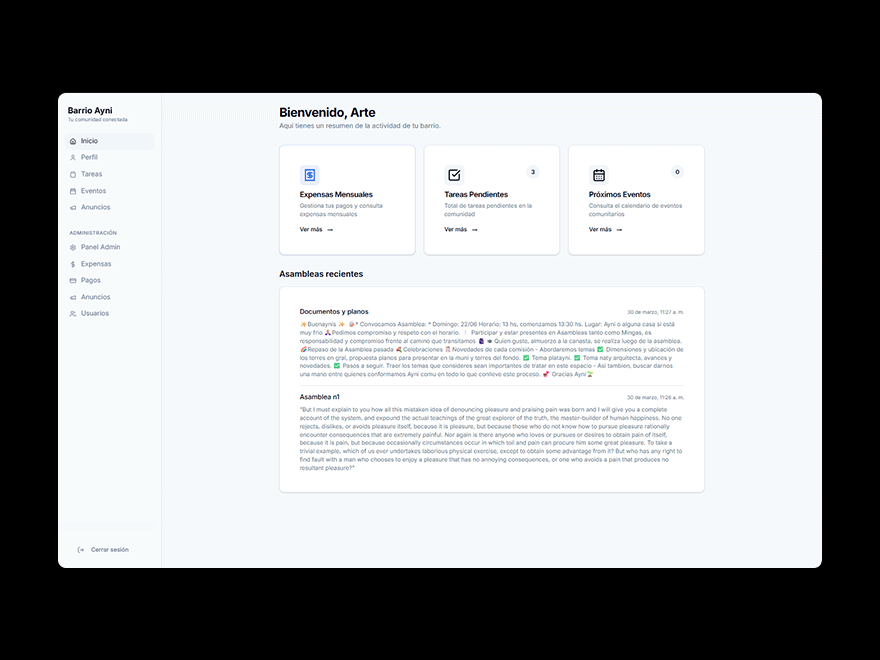 Barrio Ayni
Tu comunidad conectada
Inicio
Perfil
Tareas
Eventos
Anuncios
ADMINISTRACIÓN
Panel Admin
Expensas
Pagos
Anuncios
Usuarios
Cerrar sesión
Bienvenido, Arte
Aquí tienes un resumen de la actividad de tu barrio.
Expensas Mensuales
Gestiona tus pagos y consulta
expensas mensuales
Ver más →
3
Tareas Pendientes
Total de tareas pendientes en la
comunidad
Ver más →
0
Próximos Eventos
Consulta el calendario de eventos
comunitarios
Ver más →
Asambleas recientes
Documentos y planos
30 de marzo, 11:27 a. m.
✨Buenaynis ✨ * Convocamos Asamblea: * Domingo: 22/06 Horario: 13 hs, comenzamos 13:30 hs. Lugar: Ayni o alguna casa si está
muy frio Pedimos compromiso y respeto con el horario. Participar y estar presentes en Asambleas tanto como Mingas, es
responsabilidad y compromiso frente al camino que transitamos Quien guste, almuerzo a la canasta, se realiza luego de la asamblea.
Repaso de la Asamblea pasada Celebraciones Novedades de cada comisión - Abordaremos temas ✅ Dimensiones y ubicación de
los terres en gral, propuesta planos para presentar en la muni y terres del fondo. ✅ Tema platayni. ✅ Tema naty arquitecta, avances y
novedades. ✅ Pasos a seguir. Traer los temas que consideres sean importantes de tratar en este espacio - Asi tambien, buscar darnos
una mano entre quienes conformamos Ayni comu en todo lo que conlleve este proceso. Gracias Ayni
Asamblea n1
30 de marzo, 11:26 a. m.
"But I must explain to you how all this mistaken idea of denouncing pleasure and praising pain was born and I will give you a complete
account of the system, and expound the actual teachings of the great explorer of the truth, the master-builder of human happiness. No one
rejects, dislikes, or avoids pleasure itself, because it is pleasure, but because those who do not know how to pursue pleasure rationally
encounter consequences that are extremely painful. Nor again is there anyone who loves or pursues or desires to obtain pain of itself,
because it is pain, but because occasionally circumstances occur in which toil and pain can procure him some great pleasure. To take a
trivial example, which of us ever undertakes laborious physical exercise, except to obtain some advantage from it? But who has any right to
find fault with a man who chooses to enjoy a pleasure that has no annoying consequences, or one who avoids a pain that produces no
resultant pleasure?"